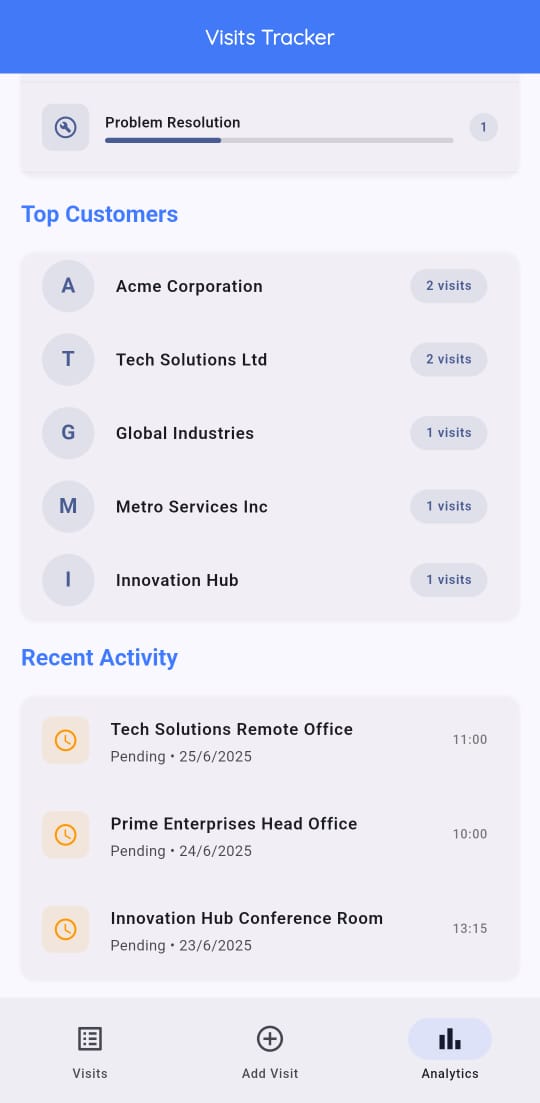 Visits Tracker
Problem Resolution 1
Top Customers
A Acme Corporation 2 visits
T Tech Solutions Ltd 2 visits
G Global Industries 1 visits
M Metro Services Inc 1 visits
I Innovation Hub 1 visits
Recent Activity
Tech Solutions Remote Office 11:00
Pending • 25/6/2025
Prime Enterprises Head Office 10:00
Pending • 24/6/2025
Innovation Hub Conference Room 13:15
Pending • 23/6/2025
Visits Add Visit Analytics